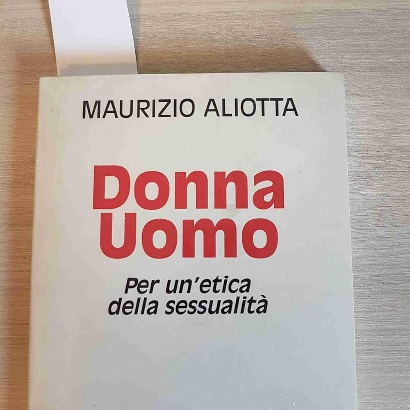 MAURIZIO ALIOTTA
Donna
Uomo
Per un'etica
della sessualità